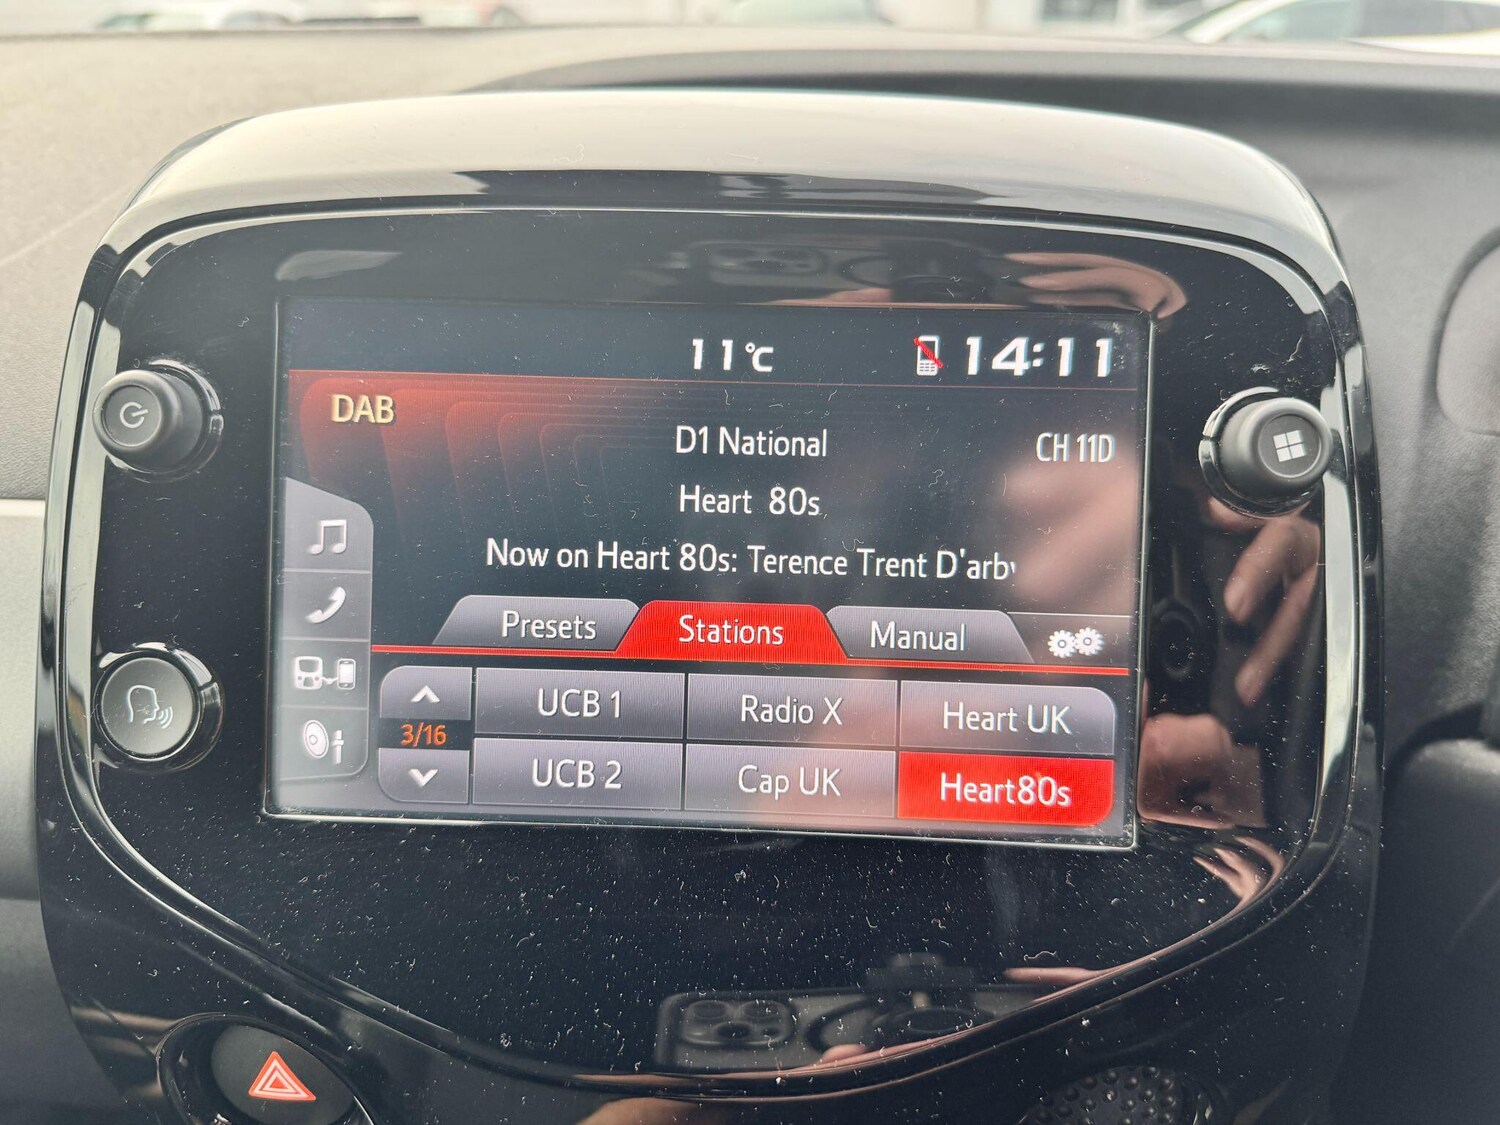 11°C 14:11
DAB
D1 National CH 11D
Heart 80s
Now on Heart 80s: Terence Trent D'arb
Presets Stations Manual
UCB 1 Radio X Heart UK
3/16
UCB 2 Cap UK Heart80s